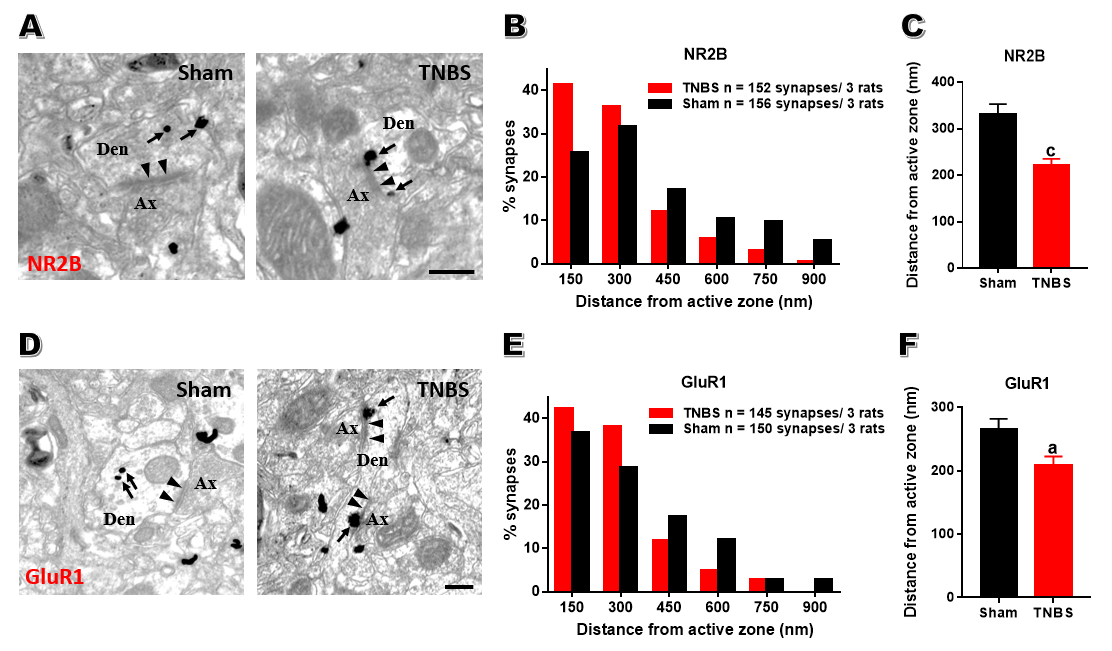 A
Sham
Den
Ax
NR2B
TNBS
Den
Ax
B
NR2B
TNBS n = 152 synapses/ 3 rats
Sham n = 156 synapses/ 3 rats
% synapses
40
30
20
10
0
150 300 450 600 750 900
Distance from active zone (nm)
C
NR2B
Distance from active zone (nm)
400
300
200
100
0
c
Sham TNBS
D
Sham
Ax
Den
GluR1
TNBS
Ax
Den
Ax
E
GluR1
TNBS n = 145 synapses/ 3 rats
Sham n = 150 synapses/ 3 rats
% synapses
40
30
20
10
0
150 300 450 600 750 900
Distance from active zone (nm)
F
GluR1
Distance from active zone (nm)
300
200
100
0
a
Sham TNBS